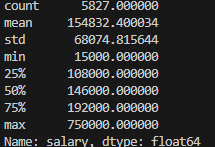 count 5827.000000
mean 154832.400034
std 68074.815644
min 15000.000000
25% 108000.000000
50% 146000.000000
75% 192000.000000
max 750000.000000
Name: salary, dtype: float64